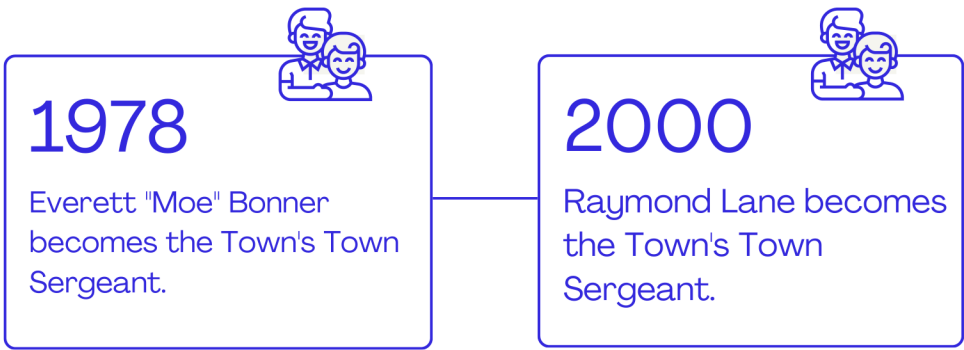 1978
Everett "Moe" Bonner
becomes the Town's Town
Sergeant.
2000
Raymond Lane becomes
the Town's Town
Sergeant.